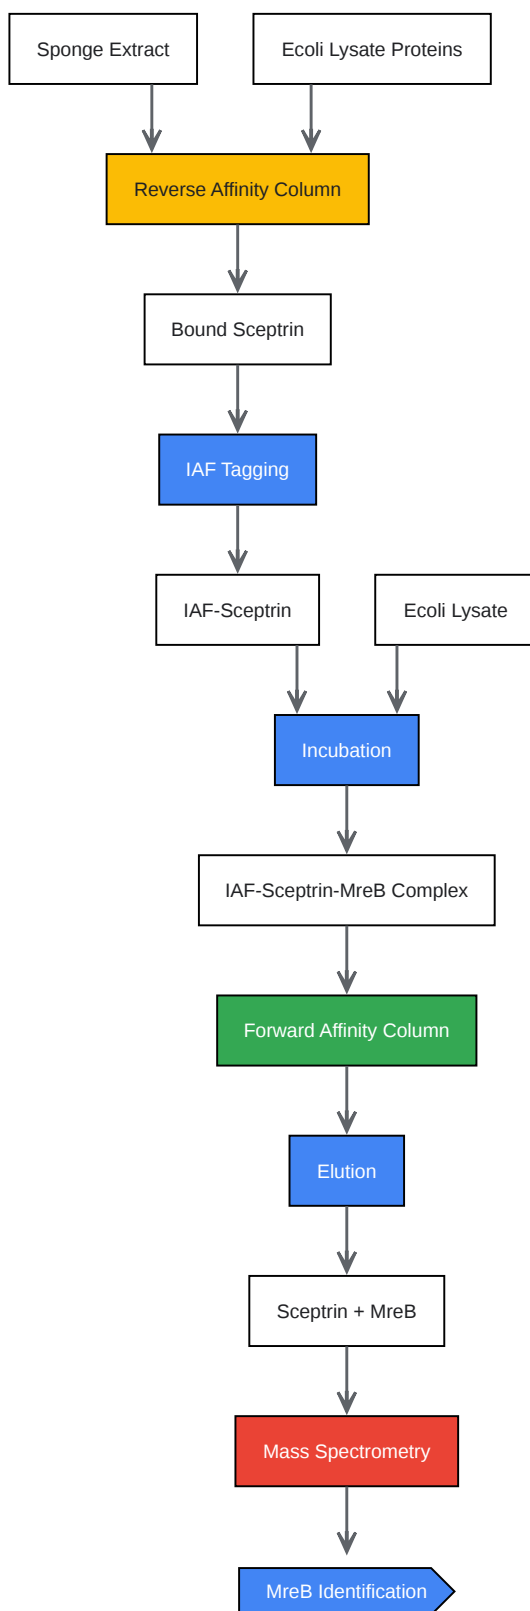 Sponge Extract
Ecoli Lysate Proteins
Reverse Affinity Column
Bound Sceptrin
IAF Tagging
IAF-Sceptrin
Ecoli Lysate
Incubation
IAF-Sceptrin-MreB Complex
Forward Affinity Column
Elution
Sceptrin + MreB
Mass Spectrometry
MreB Identification